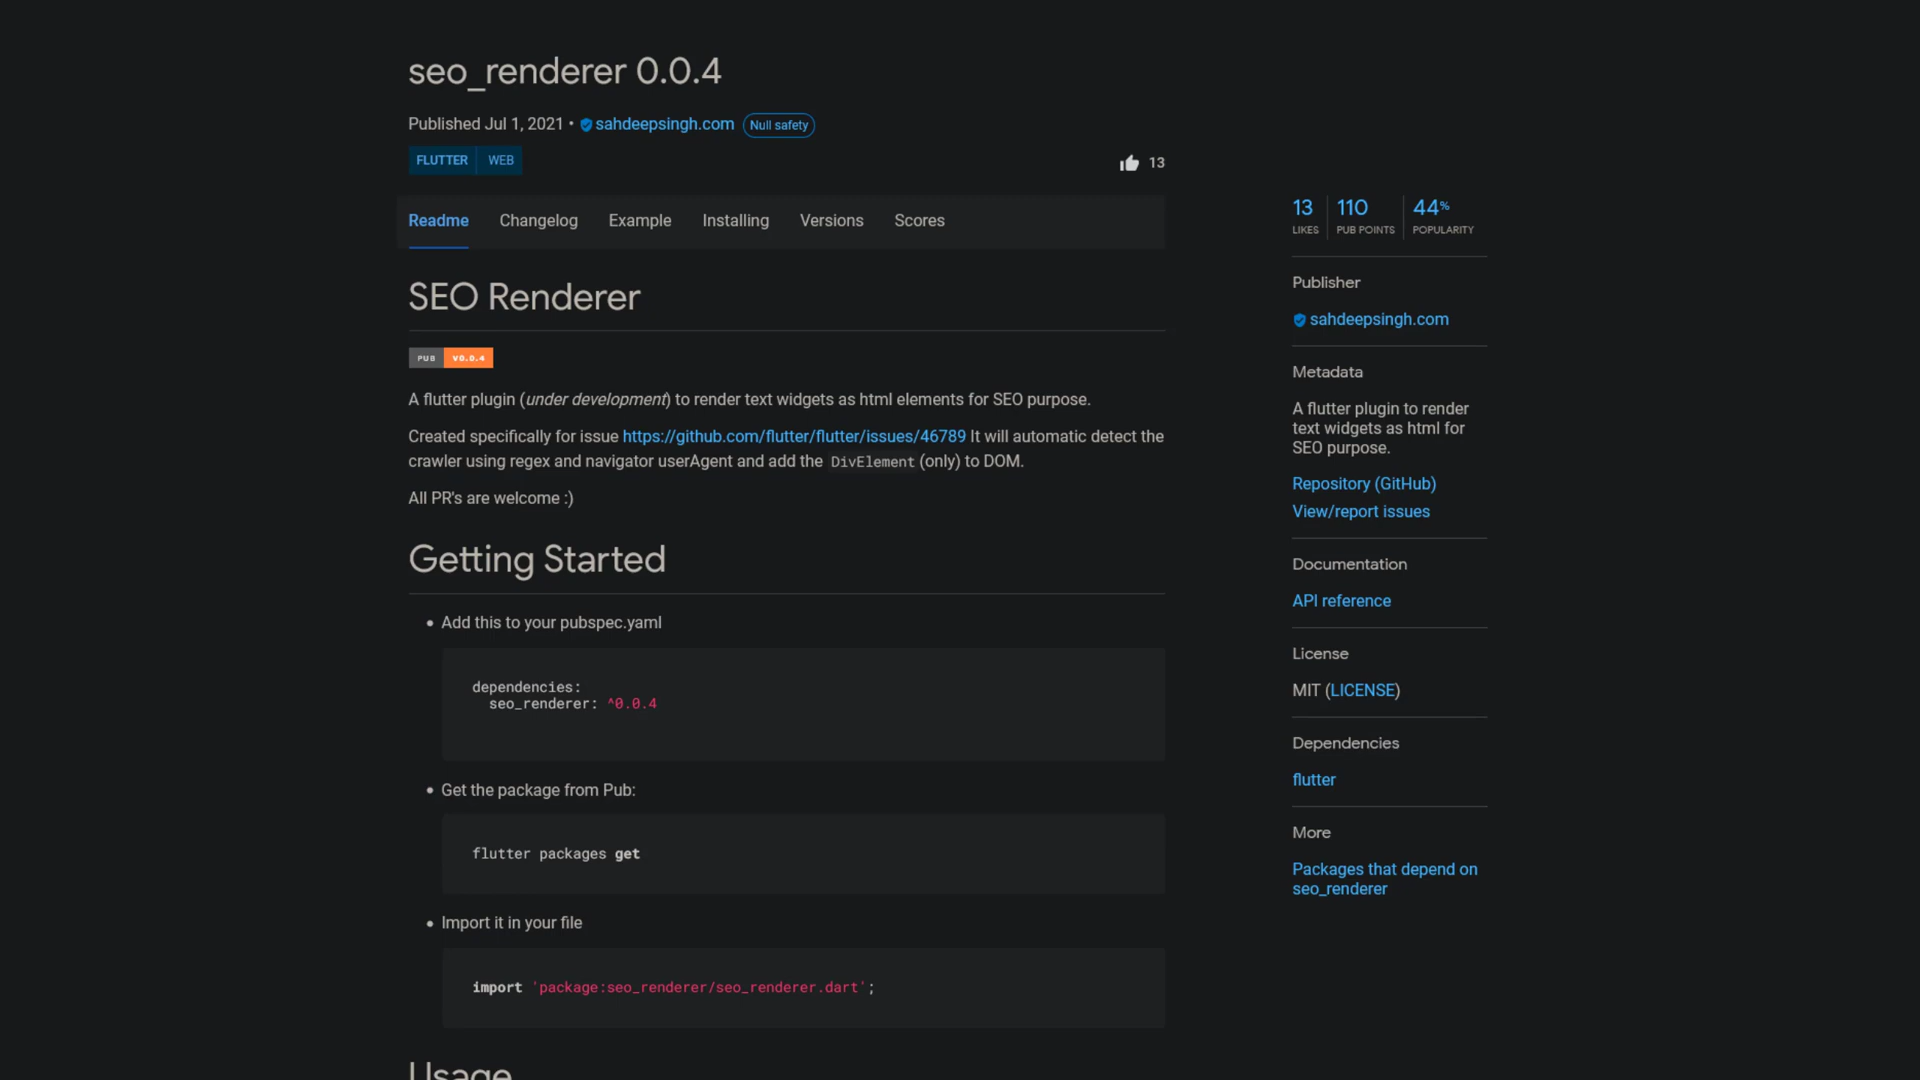 seo_renderer 0.0.4
Published Jul 1, 2021 • sahdeepsingh.com Null safety
FLUTTER WEB
13
Readme Changelog Example Installing Versions Scores
SEO Renderer
PUB V0.0.4
A flutter plugin (under development) to render text widgets as html elements for SEO purpose.
Created specifically for issue https://github.com/flutter/flutter/issues/46789 It will automatic detect the
crawler using regex and navigator userAgent and add the DivElement (only) to DOM.
All PR's are welcome :)
Getting Started
• Add this to your pubspec.yaml
dependencies:
seo_renderer: ^0.0.4
• Get the package from Pub:
flutter packages get
• Import it in your file
import 'package:seo_renderer/seo_renderer.dart';
Usage
13 110 44%
LIKES PUB POINTS POPULARITY
Publisher
sahdeepsingh.com
Metadata
A flutter plugin to render
text widgets as html for
SEO purpose.
Repository (GitHub)
View/report issues
Documentation
API reference
License
MIT (LICENSE)
Dependencies
flutter
More
Packages that depend on
seo_renderer